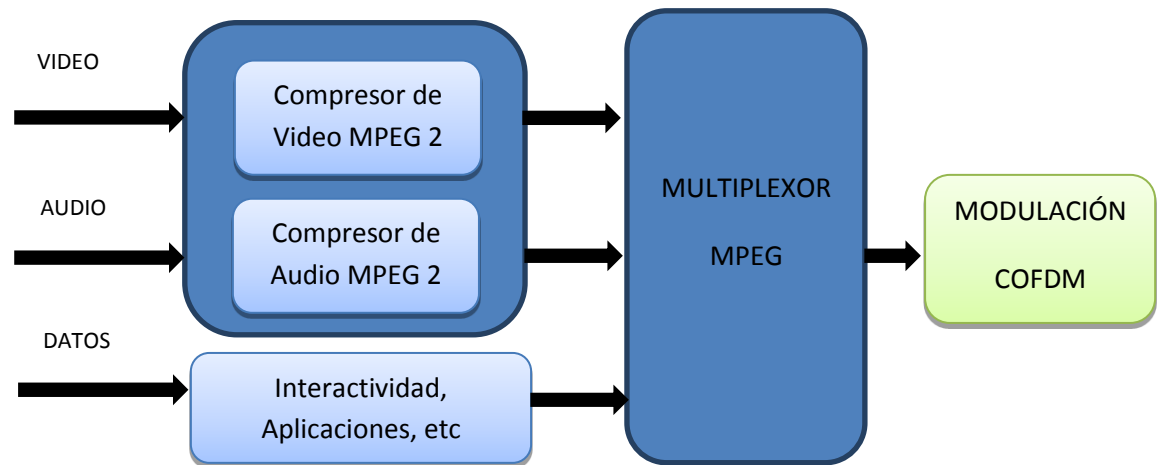 VIDEO
Compresor de
Video MPEG 2
AUDIO
Compresor de
Audio MPEG 2
DATOS
Interactividad,
Aplicaciones, etc
MULTIPLEXOR
MPEG
MODULACIÓN
COFDM